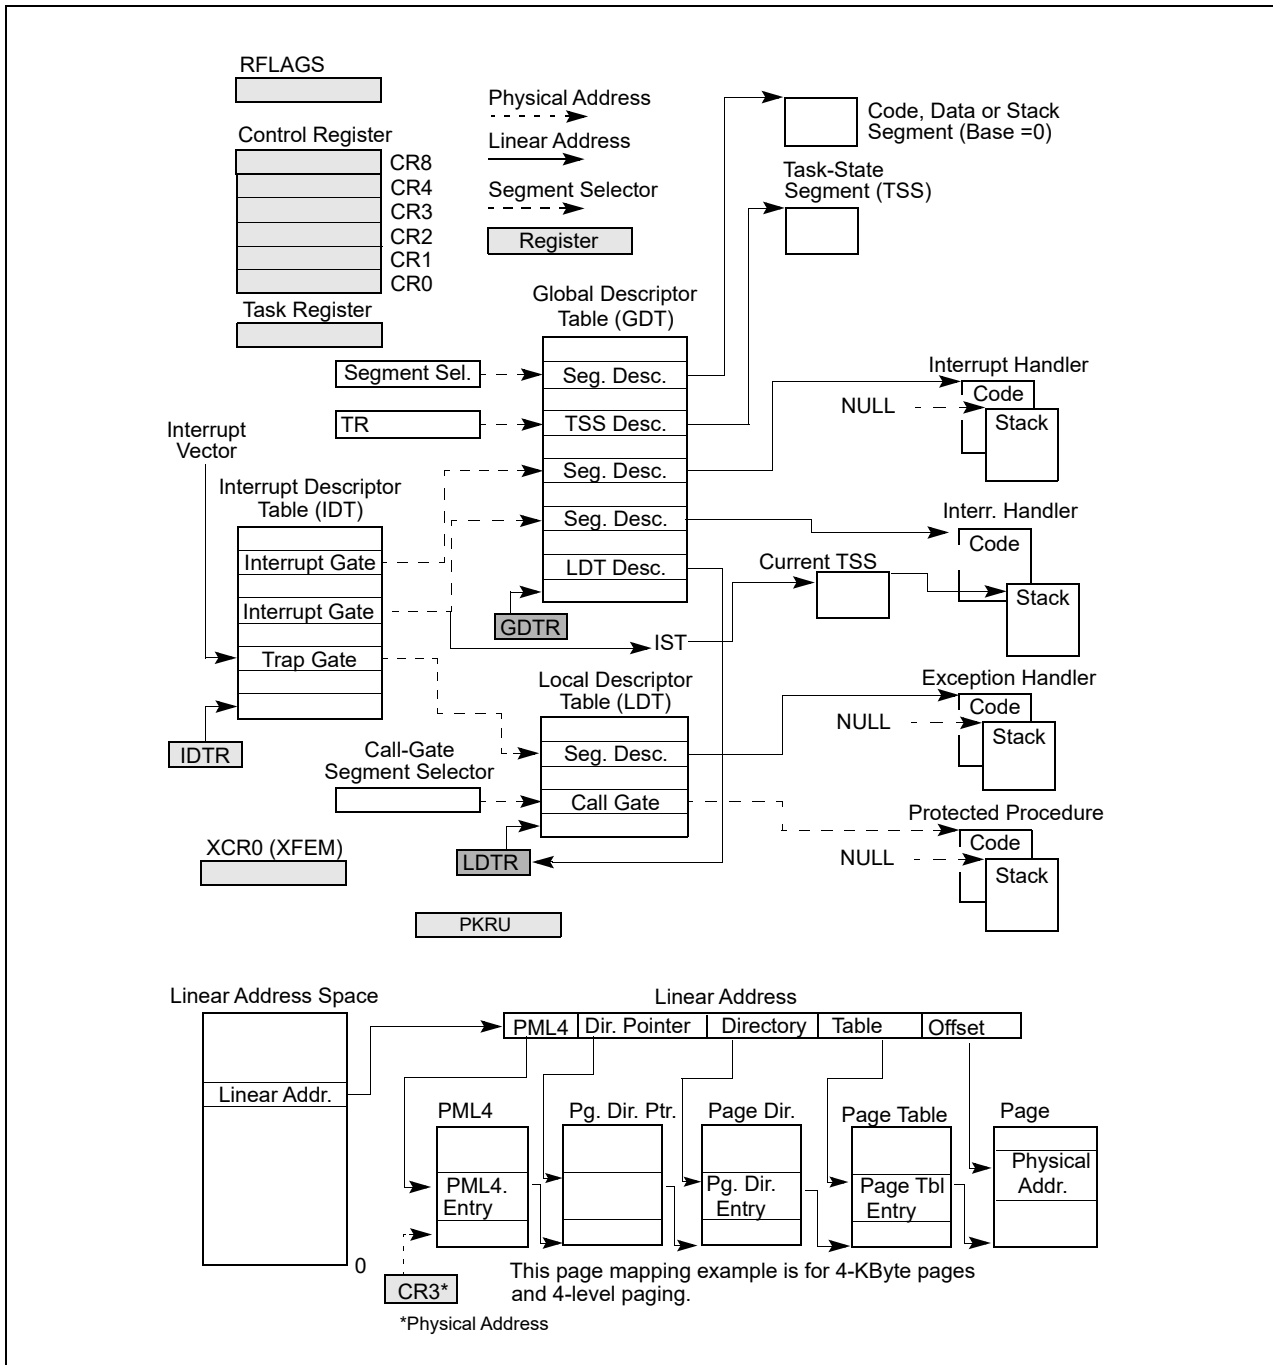 RFLAGS
Control Register
CR8
CR4
CR3
CR2
CR1
CR0
Task Register
Physical Address
Linear Address
Segment Selector
Register
Code, Data or Stack
Segment (Base =0)
Task-State
Segment (TSS)
Global Descriptor
Table (GDT)
Segment Sel.
Seg. Desc.
TR
TSS Desc.
Seg. Desc.
Seg. Desc.
LDT Desc.
GDTR
Interrupt Handler
Code
NULL
Stack
Interrupt
Vector
Interrupt Descriptor
Table (IDT)
Interrupt Gate
Interrupt Gate
Trap Gate
IDTR
Interr. Handler
Code
Current TSS
Stack
IST
Local Descriptor
Table (LDT)
Seg. Desc.
Call Gate
Call-Gate
Segment Selector
LDTR
Exception Handler
Code
NULL
Stack
Protected Procedure
Code
NULL
Stack
XCR0 (XFEM)
PKRU
Linear Address Space
Linear Addr.
0
Linear Address
PML4 Dir. Pointer Directory Table Offset
PML4 Pg. Dir. Ptr. Page Dir. Page Table Page
PML4.
Entry
Pg. Dir.
Entry
Page Tbl
Entry
Physical
Addr.
CR3*
*Physical Address
This page mapping example is for 4-KByte pages
and 4-level paging.